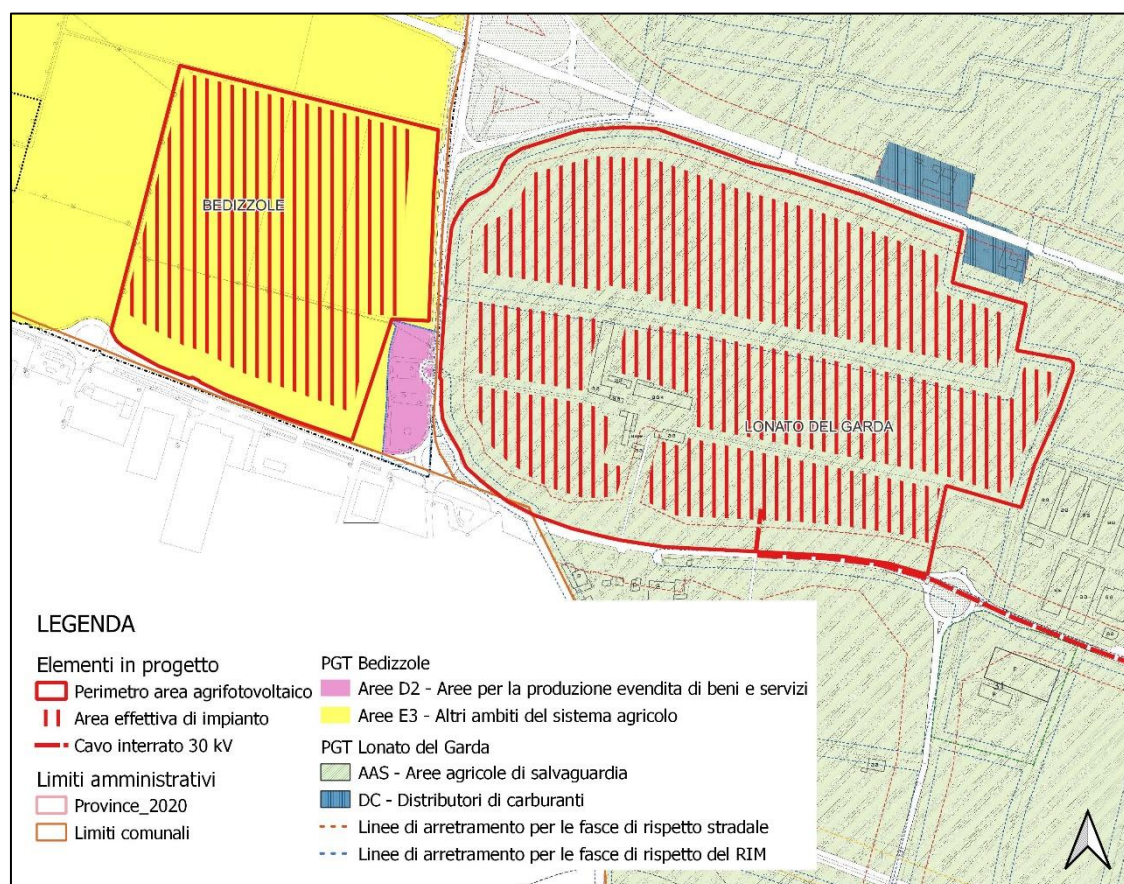 BEDIZZOLE
LONATO DEL GARDA
LEGENDA
Elementi in progetto
Perimetro area agrifotovoltaico
Area effettiva di impianto
Cavo interrato 30 kV
Limiti amministrativi
Province_2020
Limiti comunali
PGT Bedizzole
Aree D2 - Aree per la produzione evendita di beni e servizi
Aree E3 - Altri ambiti del sistema agricolo
PGT Lonato del Garda
AAS - Aree agricole di salvaguardia
DC - Distributori di carburanti
Linee di arretramento per le fasce di rispetto stradale
Linee di arretramento per le fasce di rispetto del RIM